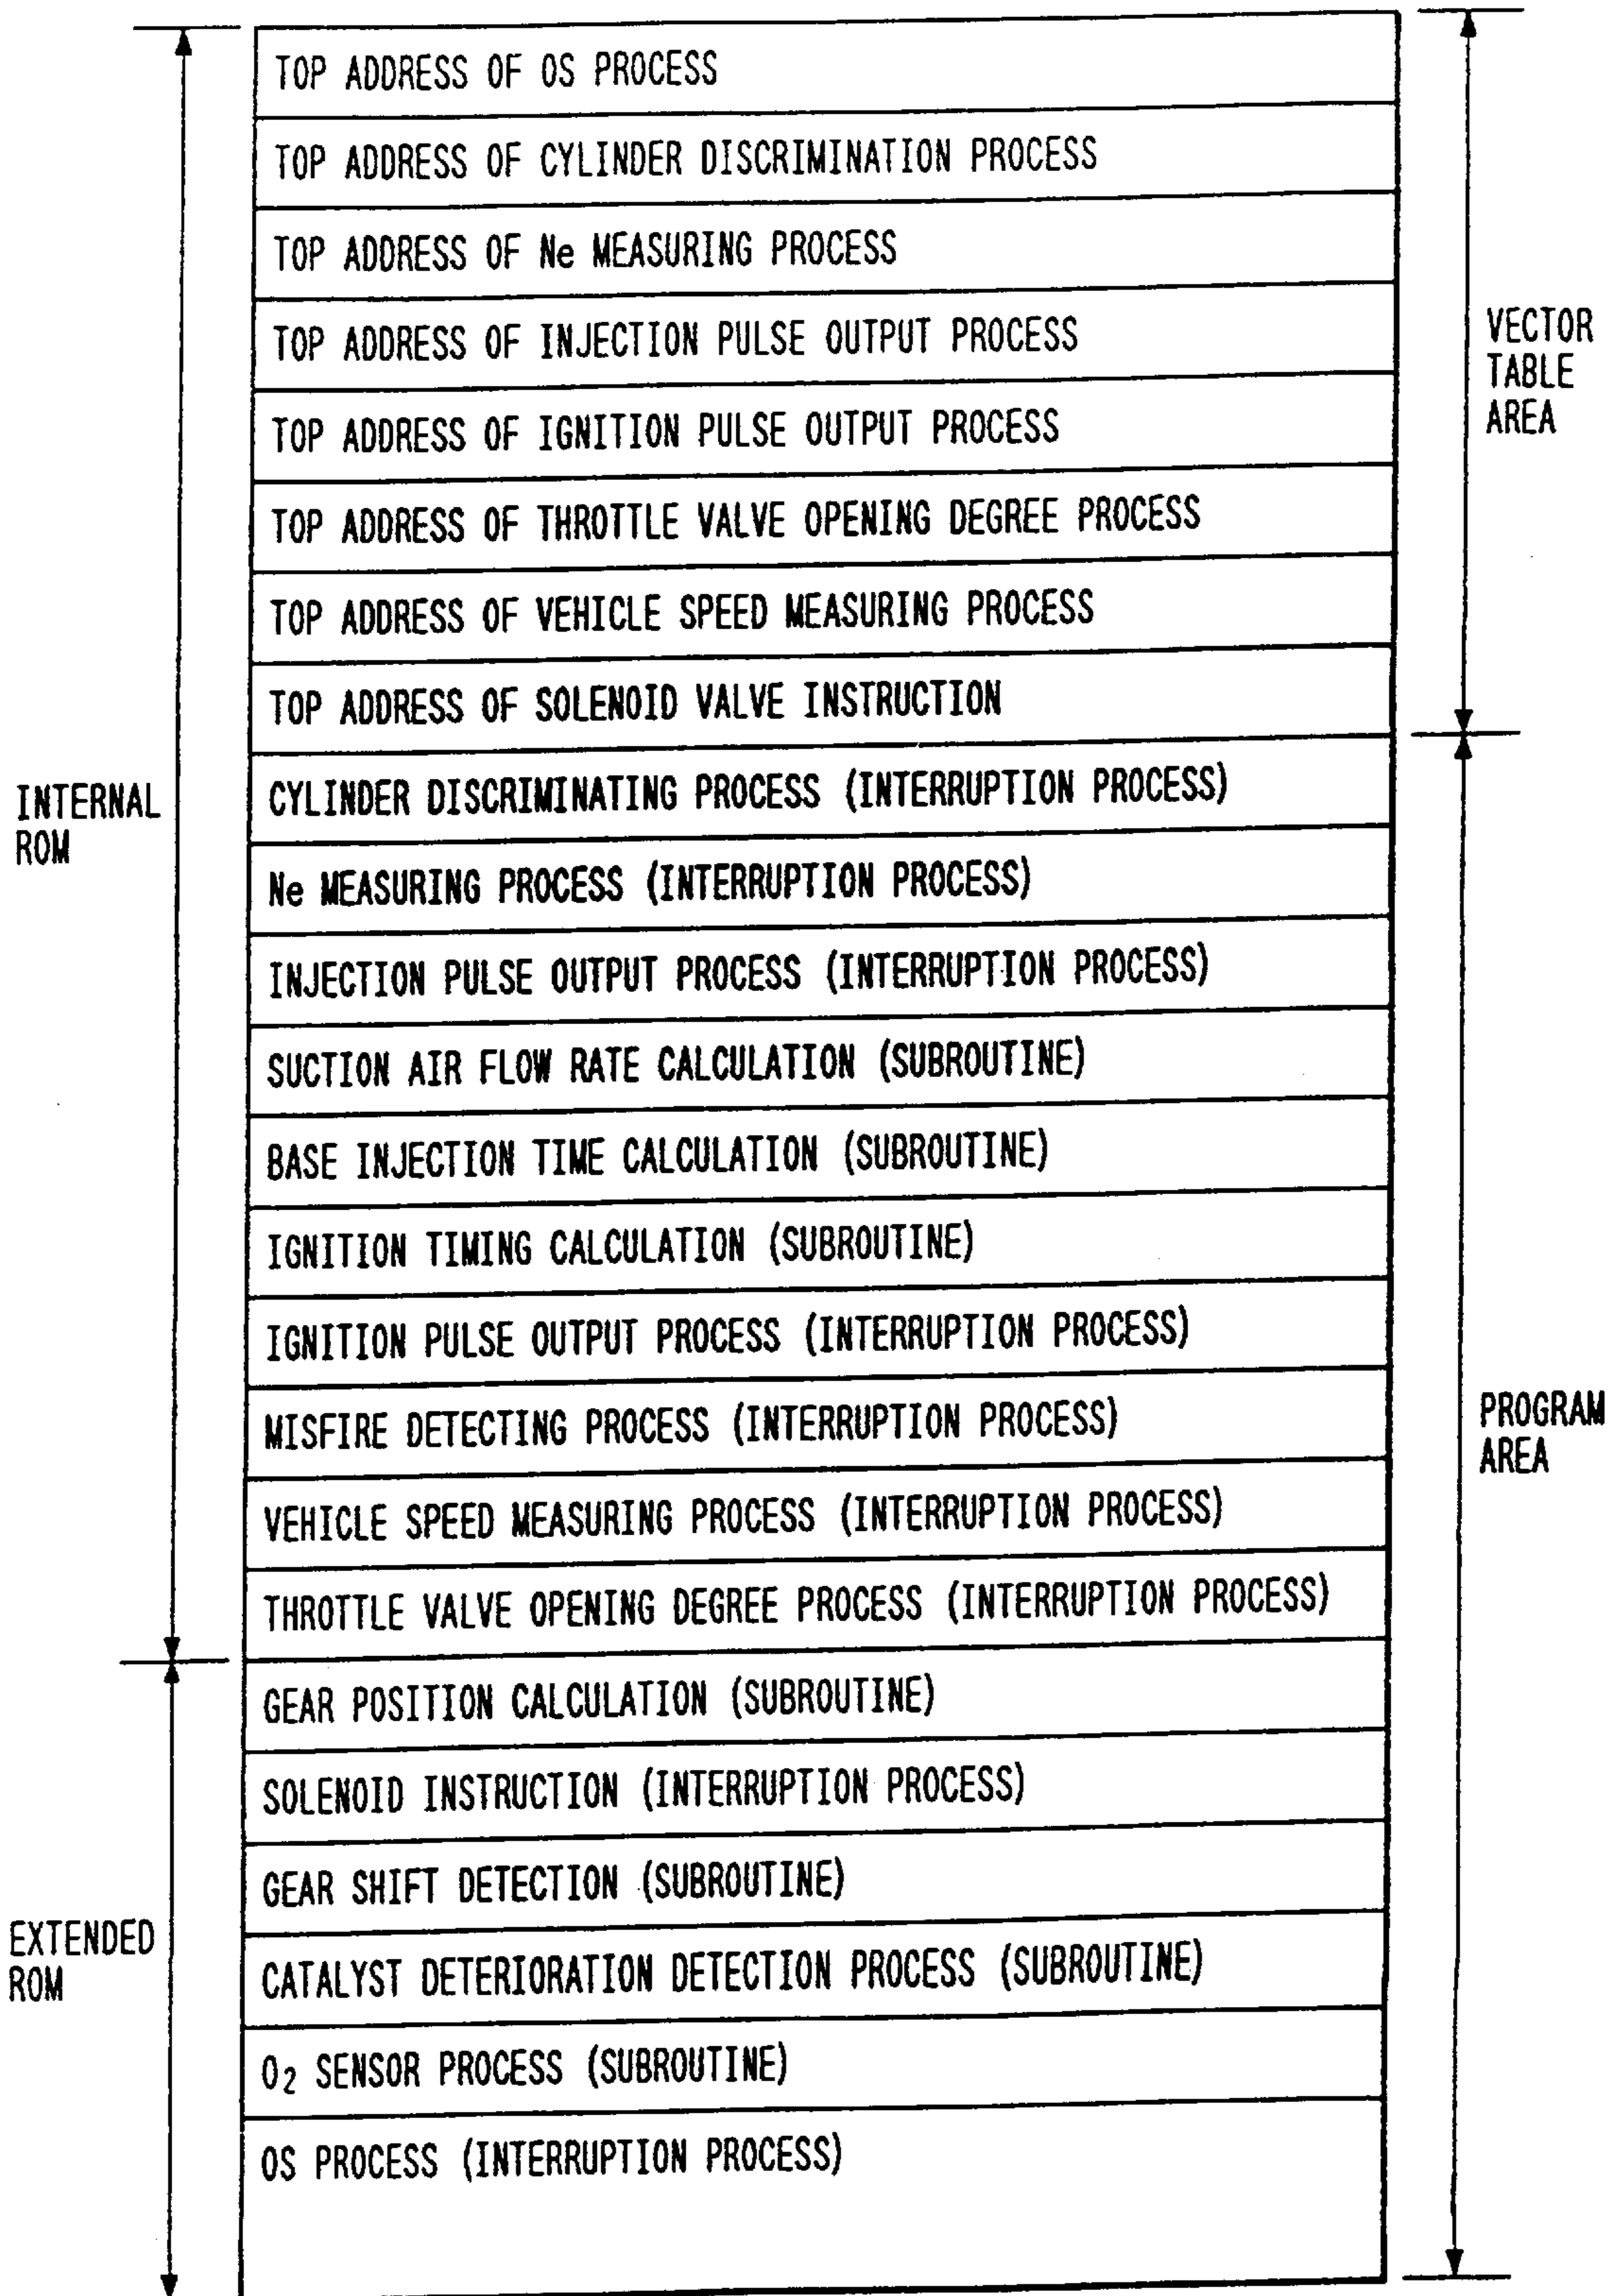 TOP ADDRESS OF OS PROCESS
TOP ADDRESS OF CYLINDER DISCRIMINATION PROCESS
TOP ADDRESS OF Ne MEASURING PROCESS
TOP ADDRESS OF INJECTION PULSE OUTPUT PROCESS
TOP ADDRESS OF IGNITION PULSE OUTPUT PROCESS
TOP ADDRESS OF THROTTLE VALVE OPENING DEGREE PROCESS
TOP ADDRESS OF VEHICLE SPEED MEASURING PROCESS
TOP ADDRESS OF SOLENOID VALVE INSTRUCTION
VECTOR
TABLE
AREA
INTERNAL
ROM
CYLINDER DISCRIMINATING PROCESS (INTERRUPTION PROCESS)
Ne MEASURING PROCESS (INTERRUPTION PROCESS)
INJECTION PULSE OUTPUT PROCESS (INTERRUPTION PROCESS)
SUCTION AIR FLOW RATE CALCULATION (SUBROUTINE)
BASE INJECTION TIME CALCULATION (SUBROUTINE)
IGNITION TIMING CALCULATION (SUBROUTINE)
IGNITION PULSE OUTPUT PROCESS (INTERRUPTION PROCESS)
MISFIRE DETECTING PROCESS (INTERRUPTION PROCESS)
VEHICLE SPEED MEASURING PROCESS (INTERRUPTION PROCESS)
THROTTLE VALVE OPENING DEGREE PROCESS (INTERRUPTION PROCESS)
PROGRAM
AREA
GEAR POSITION CALCULATION (SUBROUTINE)
SOLENOID INSTRUCTION (INTERRUPTION PROCESS)
GEAR SHIFT DETECTION (SUBROUTINE)
CATALYST DETERIORATION DETECTION PROCESS (SUBROUTINE)
O2 SENSOR PROCESS (SUBROUTINE)
OS PROCESS (INTERRUPTION PROCESS)
EXTENDED
ROM